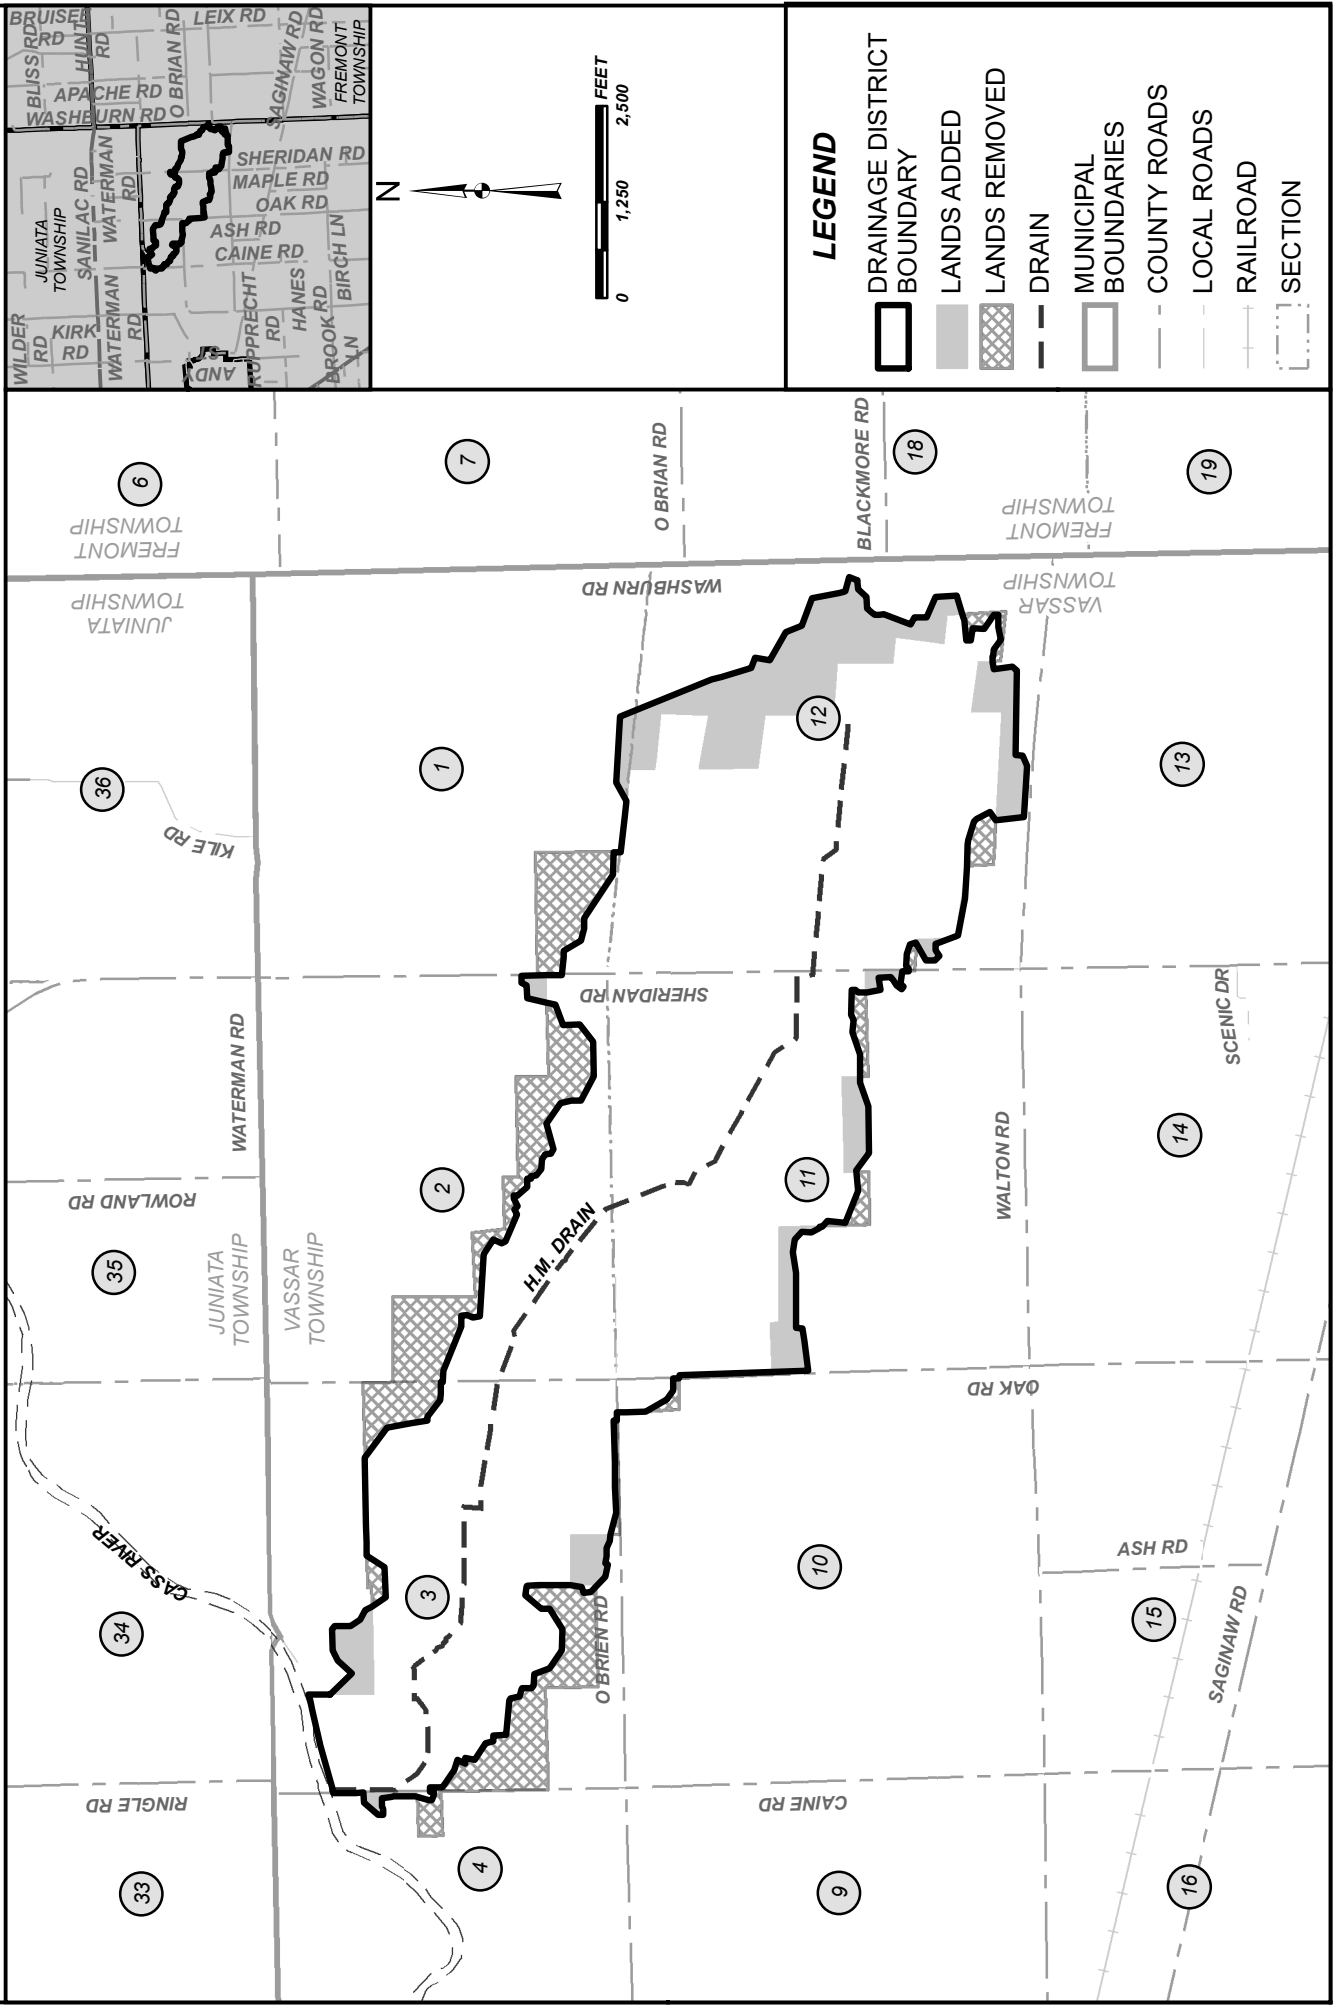 BRUISEE
RD
BLISS RD
HUNT
RD
O BRIAN RD
LEIX RD
SAGINAW RD
WAGON RD
FREMONT
TOWNSHIP
APACHE RD
WASHBURN RD
JUNIATA
TOWNSHIP
SANILAC RD
WATERMAN
RD
SHERIDAN RD
MAPLE RD
OAK RD
ASH RD
CAINE RD
WILDER
RD
KIRK
RD
WATERMAN
RD
ANDY
ST
RUPPRECHT
RD
HANES
BROOK RD
BIRCH LN
LN
N
0
1,250
2,500
FEET
LEGEND
DRAINAGE DISTRICT
BOUNDARY
LANDS ADDED
LANDS REMOVED
DRAIN
MUNICIPAL
BOUNDARIES
COUNTY ROADS
LOCAL ROADS
RAILROAD
SECTION
6
7
18
19
FREMONT
TOWNSHIP
JUNIATA
TOWNSHIP
O BRIAN RD
BLACKMORE RD
FREMONT
TOWNSHIP
VASSAR
TOWNSHIP
WASHBURN RD
36
KILE RD
1
12
13
WATERMAN RD
SHERIDAN RD
SCENIC DR
ROWLAND RD
35
JUNIATA
TOWNSHIP
VASSAR
TOWNSHIP
2
H.M. DRAIN
11
WALTON RD
14
OAK RD
CASS RIVER
34
3
O BRIEN RD
10
ASH RD
15
SAGINAW RD
RINGLE RD
CAINE RD
33
4
9
16